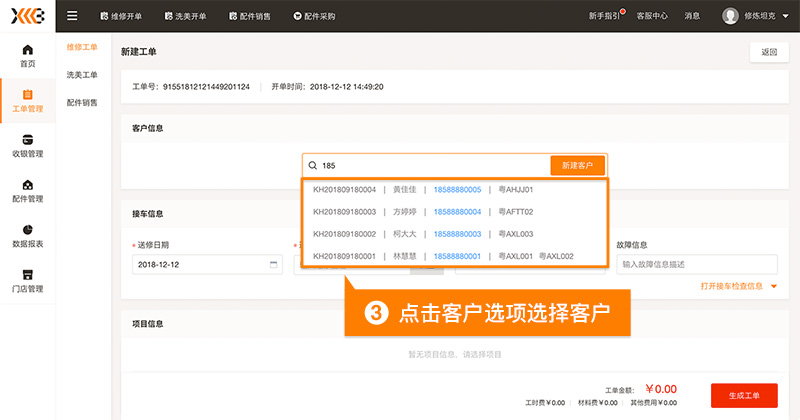 维修开单 洗美开单 配件销售 配件采购 新手指引 客服中心 消息 修炼坦克
首页
工单管理
收银管理
配件管理
数据报表
门店管理
维修工单
洗美工单
配件销售
新建工单 返回
工单号：91551812121449201124 开单时间：2018-12-12 14:49:20
客户信息
185 新建客户
KH201809180004 | 黄佳佳 | 18588880005 | 粤AHJJ01
KH201809180003 | 方婷婷 | 18588880004 | 粤AFTT02
KH201809180002 | 柯大大 | 18588880003 | 粤AXL003
KH201809180001 | 林慧慧 | 18588880001 | 粤AXL001 粤AXL002
接车信息
* 送修日期 故障信息
2018-12-12 输入故障信息描述
打开接车检查信息
3 点击客户选项选择客户
项目信息
暂无项目信息，请选择项目
工单金额： ￥0.00
工时费￥0.00 材料费￥0.00 其他费用￥0.00
生成工单